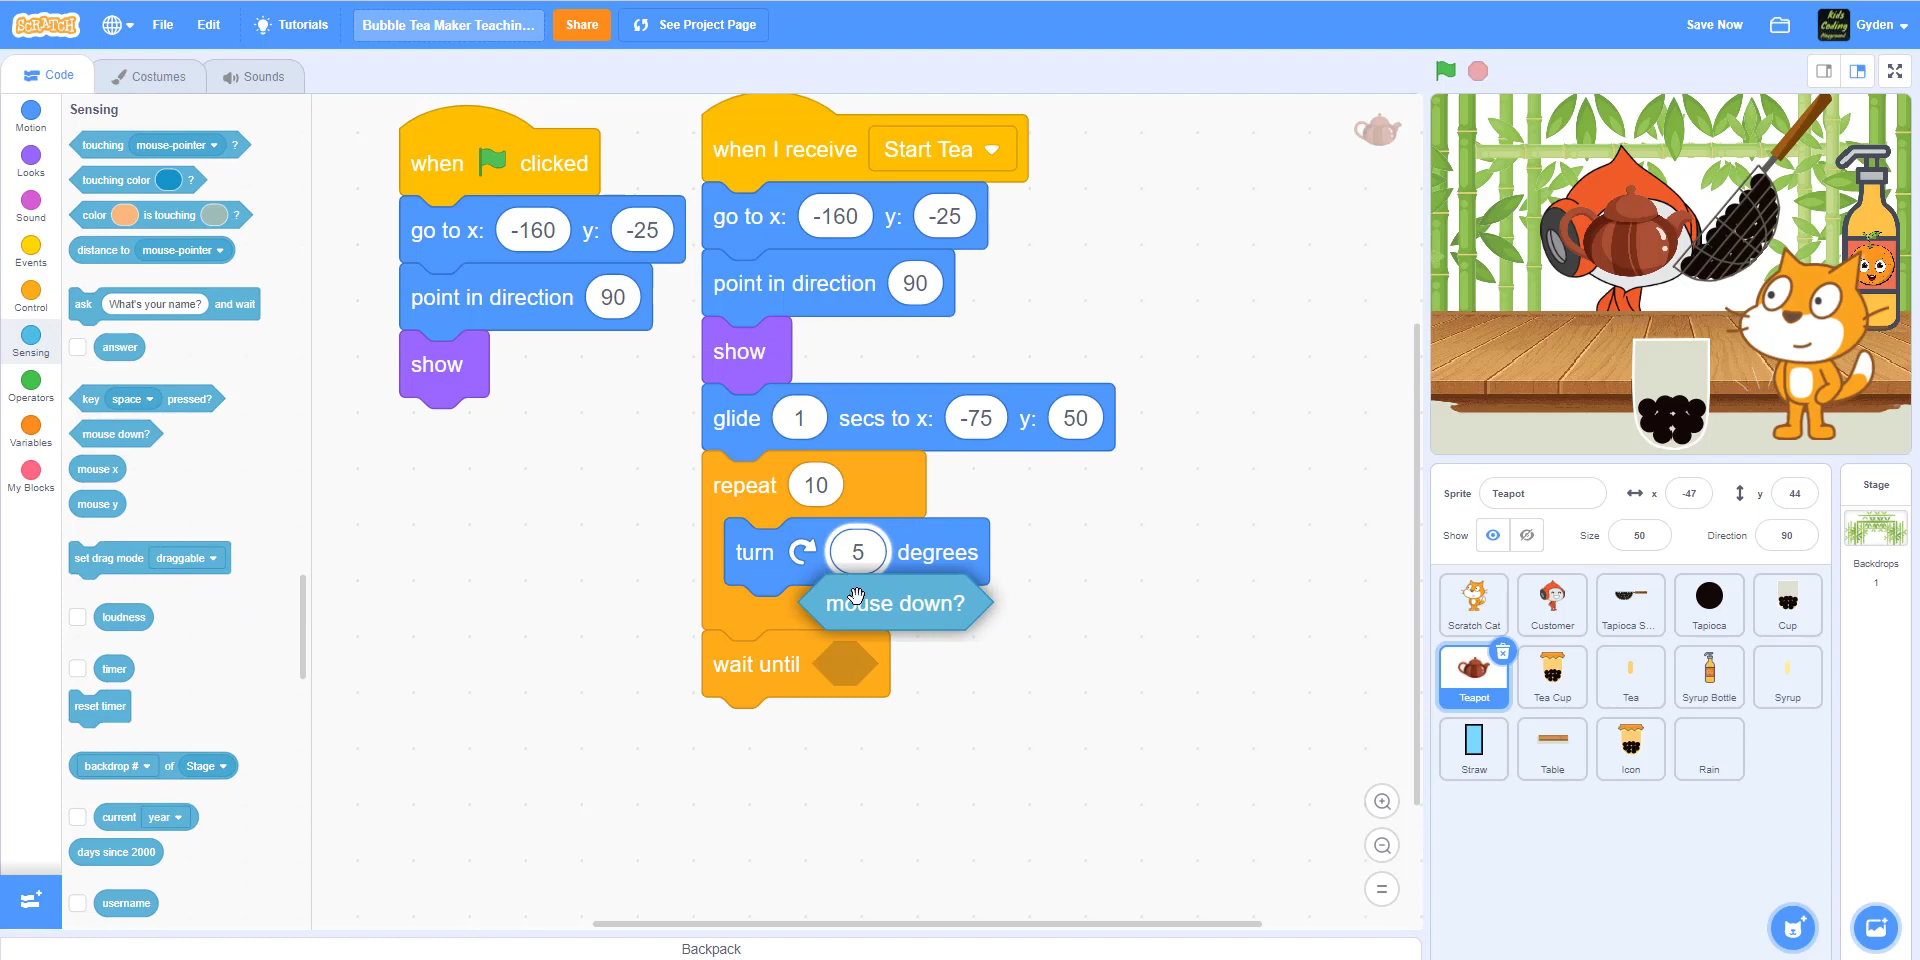 SCRATCH File Edit Tutorials Bubble Tea Maker Teachin... Share See Project Page Save Now Kids Coding Playground Gyden
Code Costumes Sounds
Motion
Looks
Sound
Events
Control
Sensing
Operators
Variables
My Blocks
Sensing
touching mouse-pointer ?
touching color ?
color is touching ?
distance to mouse-pointer
ask What's your name? and wait
answer
key space pressed?
mouse down?
mouse x
mouse y
set drag mode draggable
loudness
timer
reset timer
backdrop # of Stage
current year
days since 2000
username
when clicked
go to x: -160 y: -25
point in direction 90
show
when I receive Start Tea
go to x: -160 y: -25
point in direction 90
show
glide 1 secs to x: -75 y: 50
repeat 10
turn 5 degrees
mouse down?
wait until
Backpack
Sprite Teapot x -47 y 44
Show Size 50 Direction 90
Scratch Cat Customer Tapioca S... Tapioca Cup
Teapot Tea Cup Tea Syrup Bottle Syrup
Straw Table Icon Rain
Stage
Backdrops
1